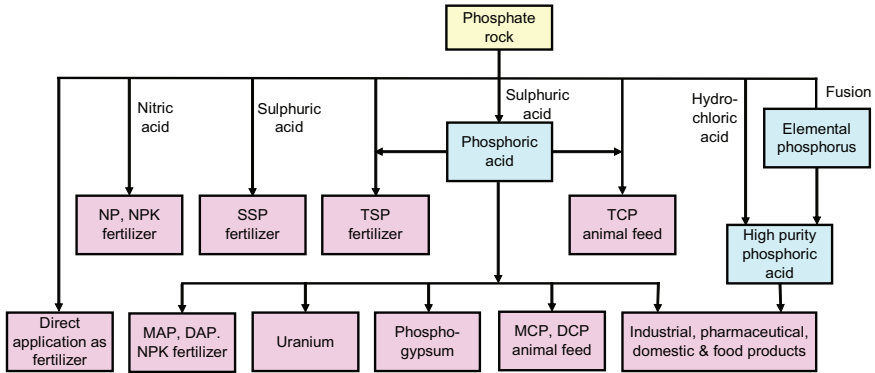 Phosphate
rock
Nitric
acid
Sulphuric
acid
Sulphuric
acid
Hydro-
chloric
acid
Fusion
Phosphoric
acid
Elemental
phosphorus
NP, NPK
fertilizer
SSP
fertilizer
TSP
fertilizer
TCP
animal feed
High purity
phosphoric
acid
Direct
application as
fertilizer
MAP, DAP.
NPK fertilizer
Uranium
Phospho-
gypsum
MCP, DCP
animal feed
Industrial, pharmaceutical,
domestic & food products